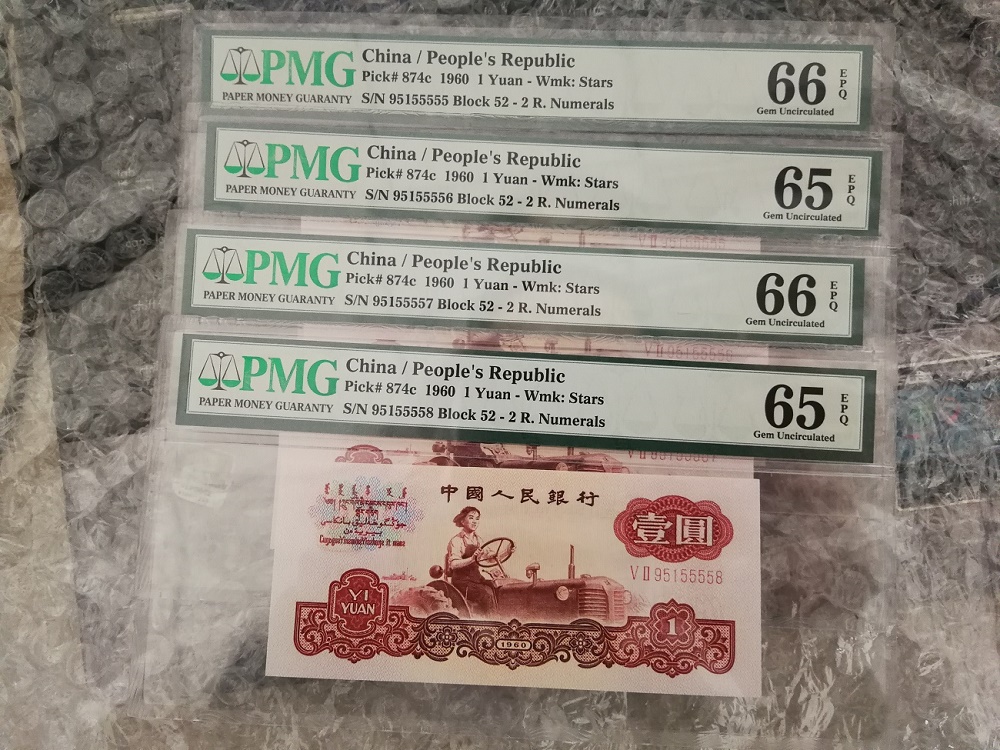 PMG
PAPER MONEY GUARANTY
China / People's Republic
Pick# 874c 1960 1 Yuan - Wmk: Stars
S/N 95155555 Block 52 - 2 R. Numerals
66 EPQ
Gem Uncirculated
PMG
PAPER MONEY GUARANTY
China / People's Republic
Pick# 874c 1960 1 Yuan - Wmk: Stars
S/N 95155556 Block 52 - 2 R. Numerals
65 EPQ
Gem Uncirculated
PMG
PAPER MONEY GUARANTY
China / People's Republic
Pick# 874c 1960 1 Yuan - Wmk: Stars
S/N 95155557 Block 52 - 2 R. Numerals
66 EPQ
Gem Uncirculated
VII 95155556
PMG
PAPER MONEY GUARANTY
China / People's Republic
Pick# 874c 1960 1 Yuan - Wmk: Stars
S/N 95155558 Block 52 - 2 R. Numerals
65 EPQ
Gem Uncirculated
中國人民銀行
壹圓
VII 95155558
YI
YUAN
1960
1